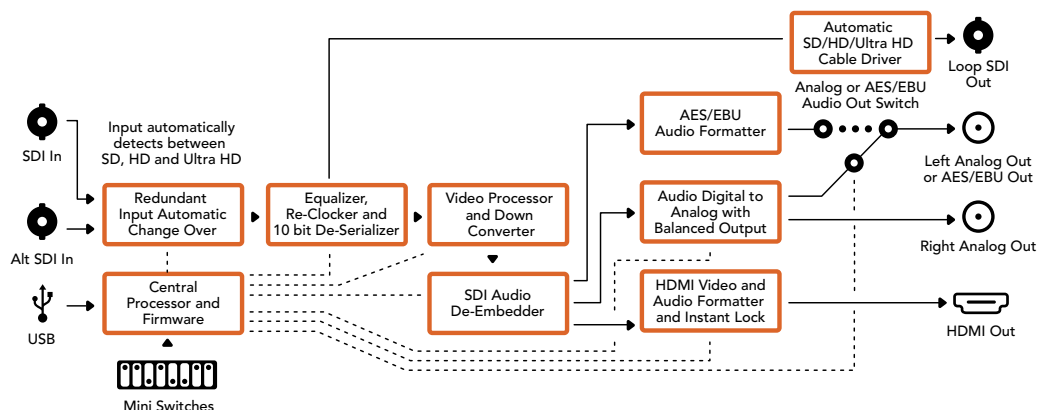 Automatic
SD/HD/Ultra HD
Cable Driver
Loop SDI
Out
Analog or AES/EBU
Audio Out Switch
AES/EBU
Audio Formatter
Input automatically
detects between
SD, HD and Ultra HD
SDI In
Left Analog Out
or AES/EBU Out
Redundant
Input Automatic
Change Over
Equalizer,
Re-Clocker and
10 bit De-Serializer
Video Processor
and Down
Converter
Audio Digital to
Analog with
Balanced Output
Right Analog Out
Alt SDI In
Central
Processor and
Firmware
SDI Audio
De-Embedder
HDMI Video and
Audio Formatter
and Instant Lock
USB
HDMI Out
Mini Switches